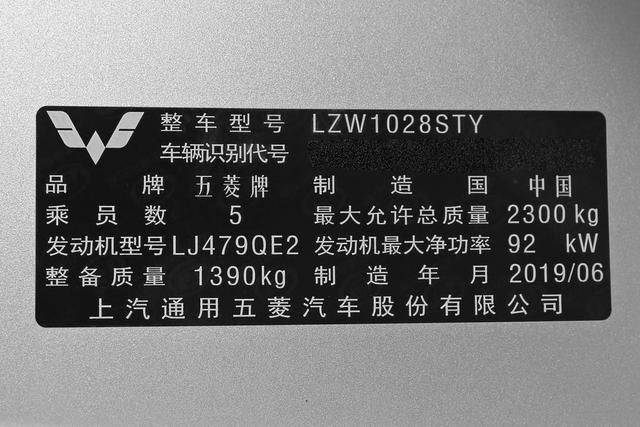 整车型号 LZW1028STY
车辆识别代号
品牌 五菱牌 制造国 中国
乘员数 5 最大允许总质量 2300 kg
发动机型号 LJ479QE2 发动机最大净功率 92 kW
整备质量 1390kg 制造年月 2019/06
上汽通用五菱汽车股份有限公司